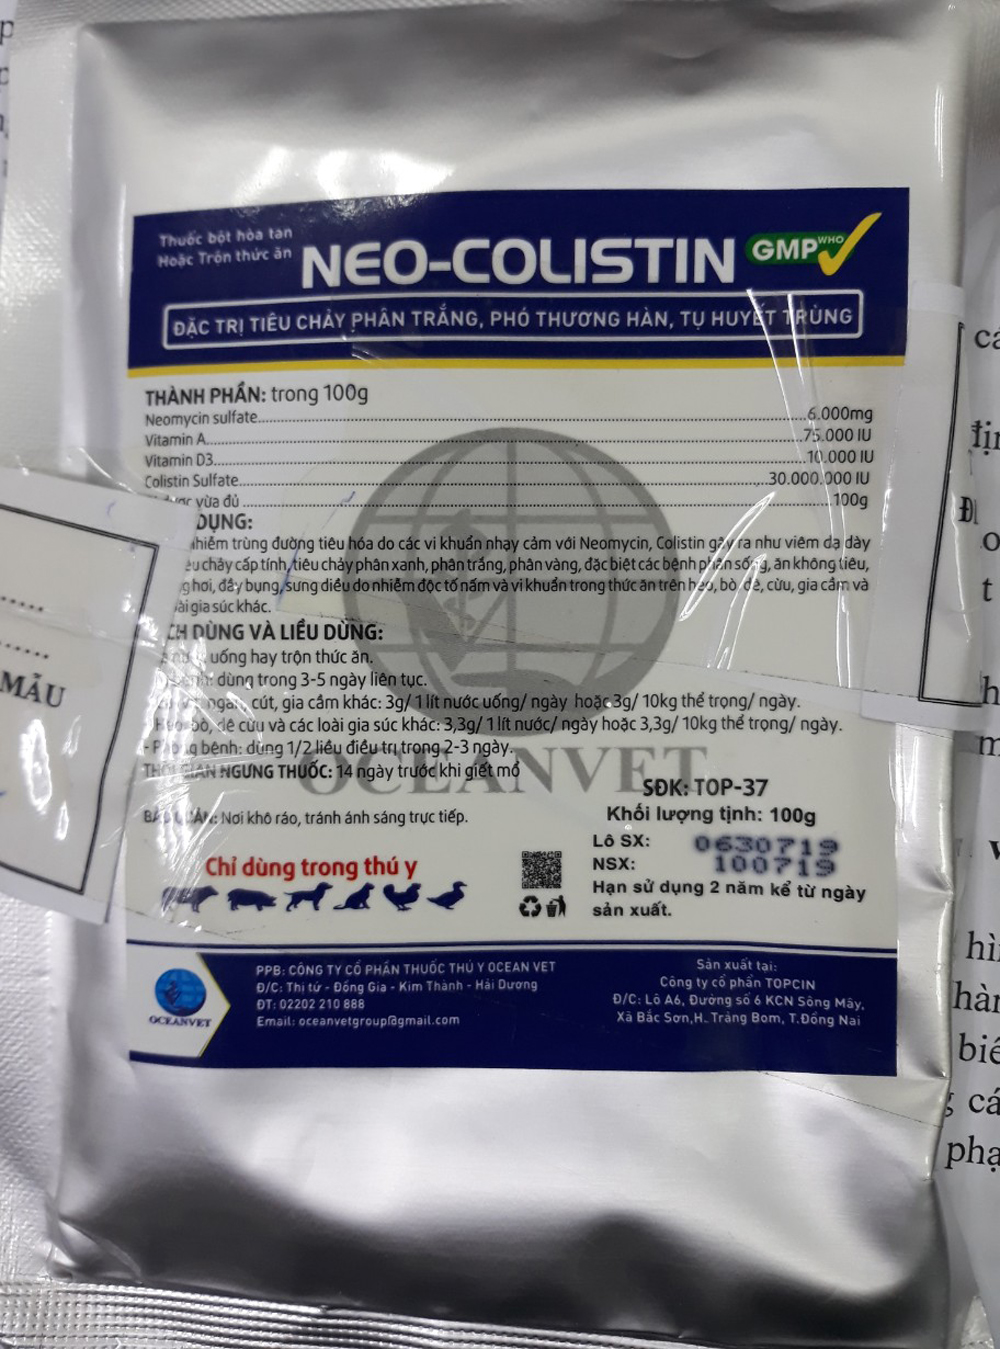 Thuốc bột hòa tan
Hoặc Trộn thức ăn
NEO-COLISTIN
GMP WHO
ĐẶC TRỊ TIÊU CHẢY PHÂN TRẮNG, PHÓ THƯƠNG HÀN, TỤ HUYẾT TRÙNG
THÀNH PHẦN: trong 100g
Neomycin sulfate....6.000mg
Vitamin A....75.000 IU
Vitamin D3....10.000 IU
Colistin Sulfate....30.000.000 IU
vừa đủ....100g
DỤNG:
nhiễm trùng đường tiêu hóa do các vi khuẩn nhạy cảm với Neomycin, Colistin gây ra như viêm dạ dày
chảy cấp tính, tiêu chảy phân xanh, phân trắng, phân vàng, đặc biệt các bệnh phân sống, ăn không tiêu,
hơi, đầy bụng, sưng diều do nhiễm độc tố nấm và vi khuẩn trong thức ăn trên heo, bò, dê, cừu, gia cầm và
gia súc khác.
DÙNG VÀ LIỀU DÙNG:
uống hay trộn thức ăn.
dùng trong 3-5 ngày liên tục.
ngan, cút, gia cầm khác: 3g/ 1 lít nước uống/ ngày hoặc 3g/ 10kg thể trọng/ ngày.
Heo, bò, dê cừu và các loài gia súc khác: 3,3g/ 1 lít nước/ ngày hoặc 3,3g/ 10kg thể trọng/ ngày.
- Phòng bệnh: dùng 1/2 liều điều trị trong 2-3 ngày.
THỜI GIAN NGƯNG THUỐC: 14 ngày trước khi giết mổ
OCEANVET
Nơi khô ráo, tránh ánh sáng trực tiếp.
SĐK: TOP-37
Khối lượng tịnh: 100g
Lô SX: 0630719
NSX: 100719
Hạn sử dụng 2 năm kể từ ngày
sản xuất.
Chỉ dùng trong thú y
OCEANVET
PPB: CÔNG TY CỔ PHẦN THUỐC THÚ Y OCEAN VET
Đ/C: Thị tứ - Đồng Gia - Kim Thành - Hải Dương
ĐT: 02202 210 888
Email: oceanvetgroup@gmail.com
Sản xuất tại:
Công ty cổ phần TOPCIN
Đ/C: Lô A6, Đường số 6 KCN Sông Mây,
Xã Bắc Sơn, H. Trảng Bom, T.Đồng Nai
MẪU